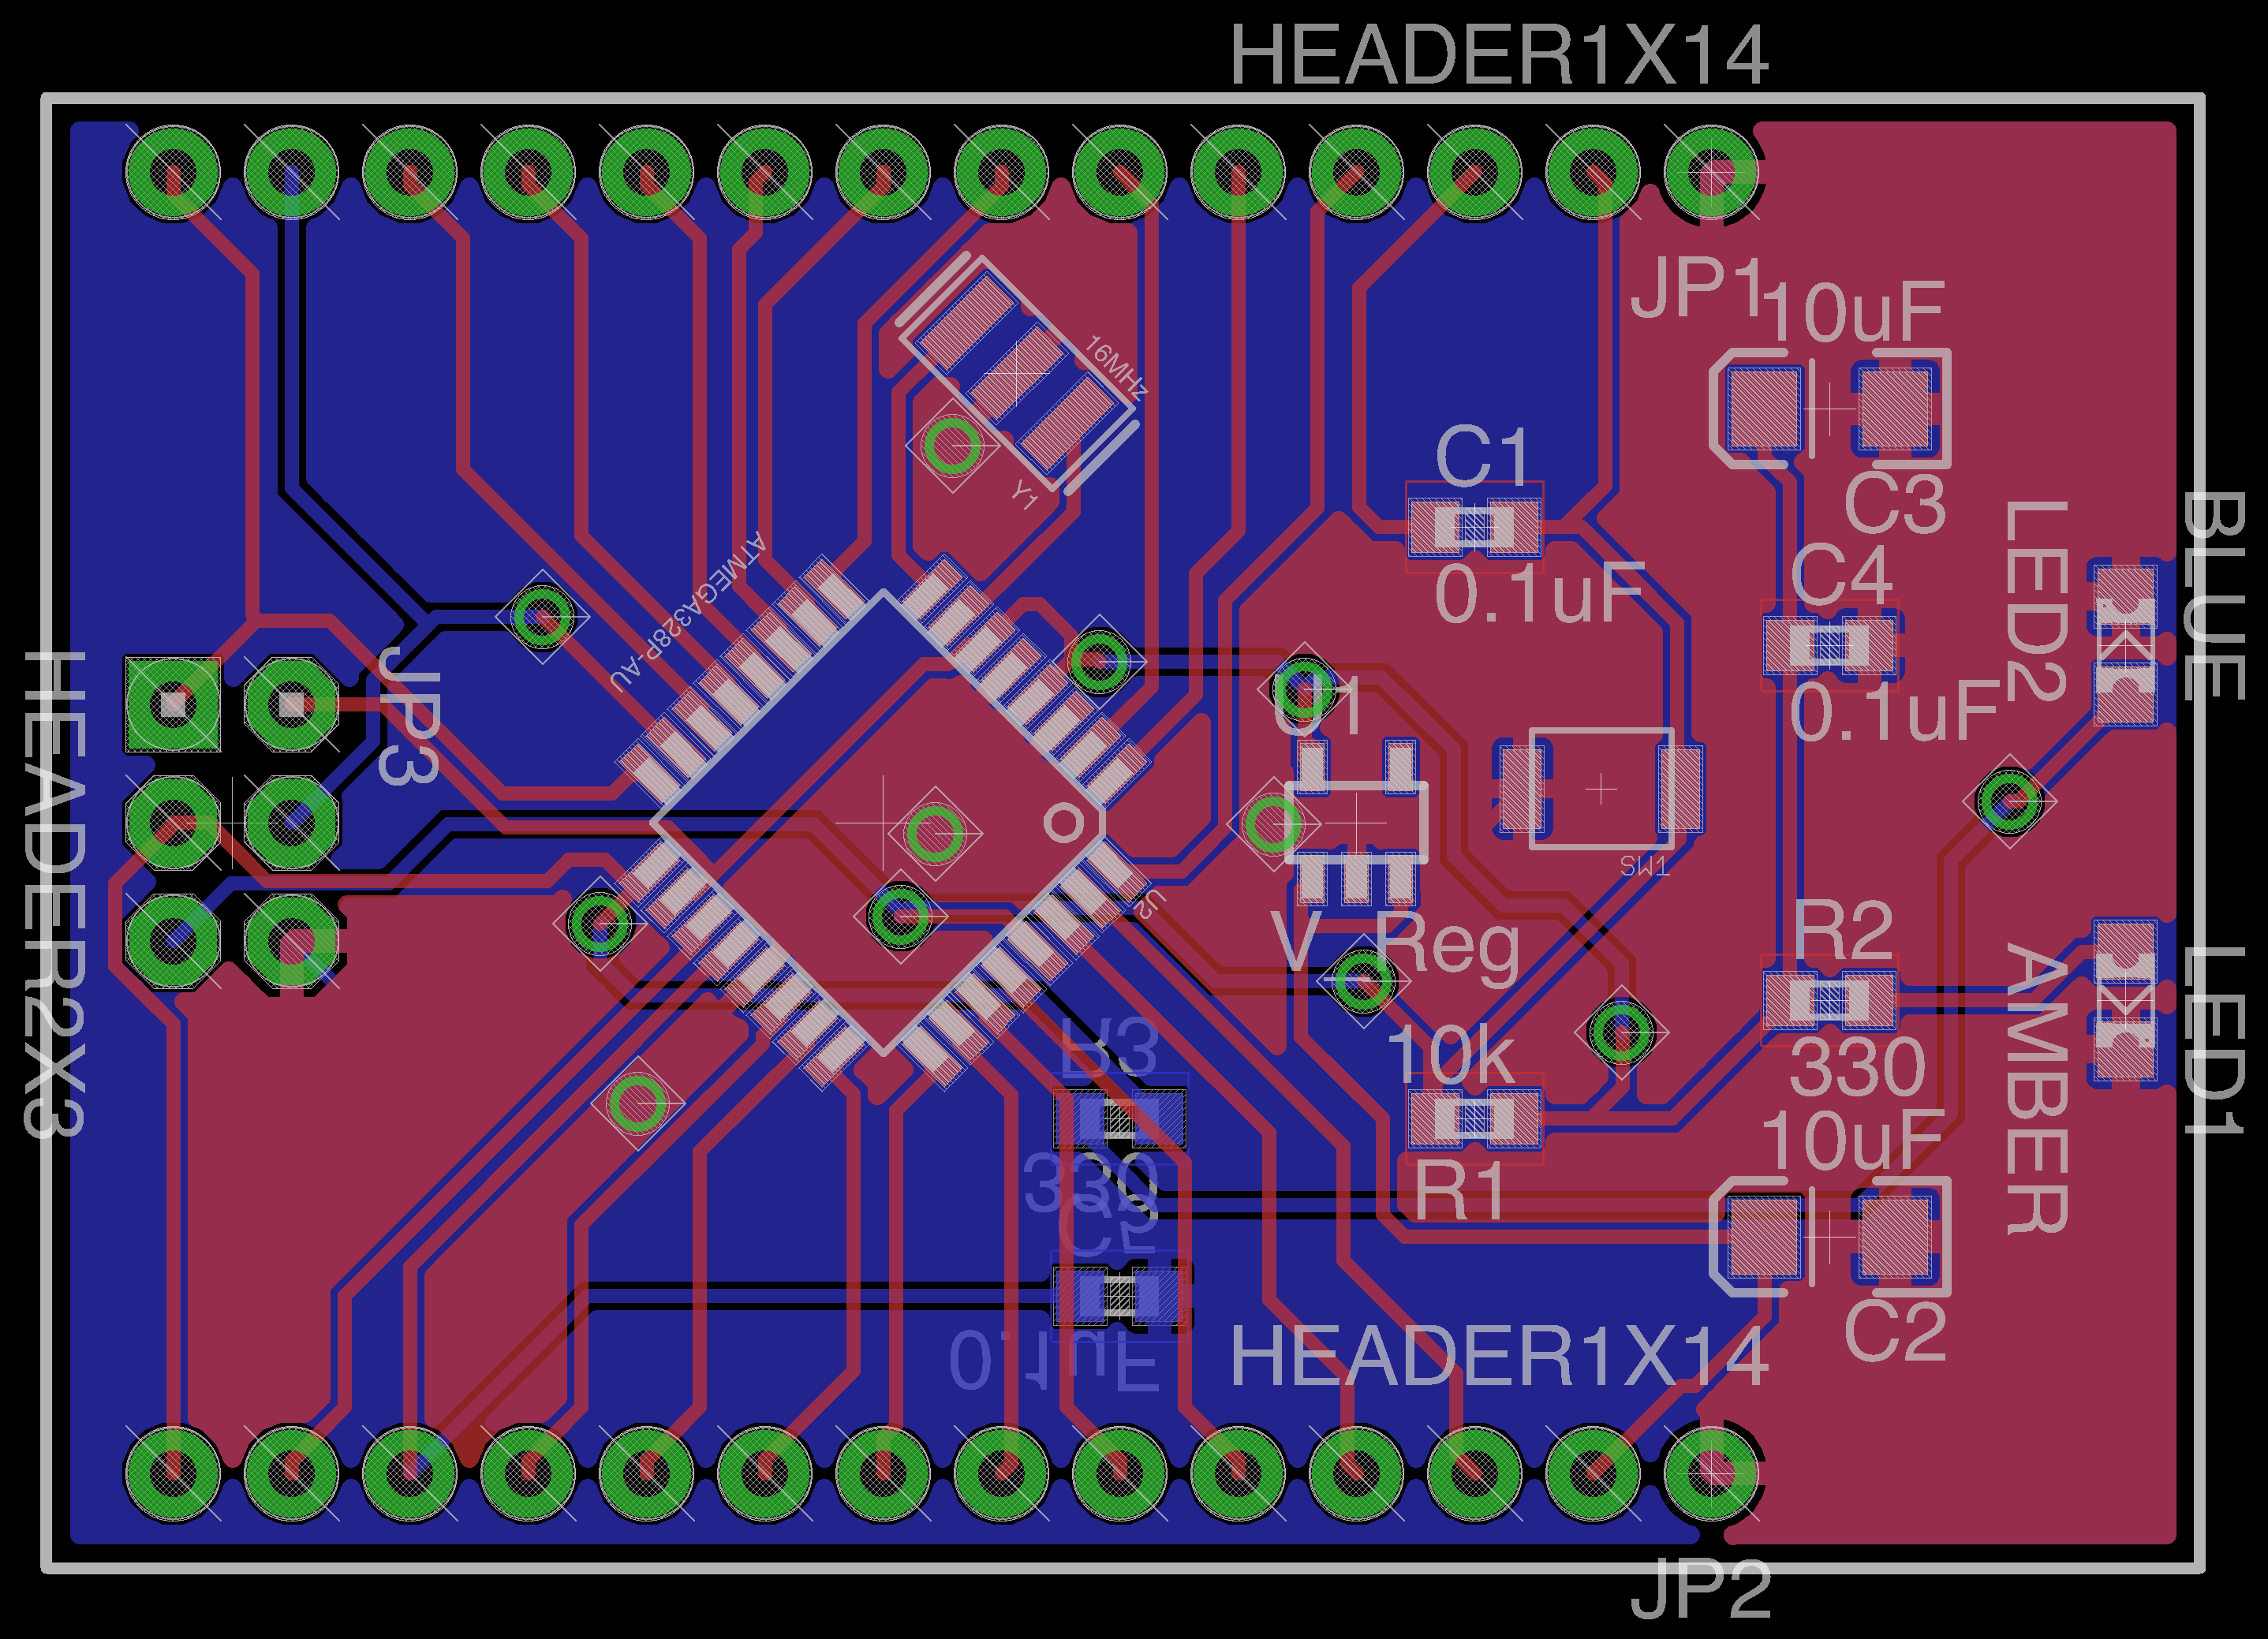 HEADER1X14
JP1
10uF
16MHz
Y1
C1
C3
0.1uF
C4
LED2
BLUE
ATMEGA328P-AU
JP3
HEADER2X3
U1
0.1uF
SW1
U2
V Reg
R2
AMBER
LED1
R3
10k
330
10uF
330
R1
C5
0.1uF
HEADER1X14
C2
JP2